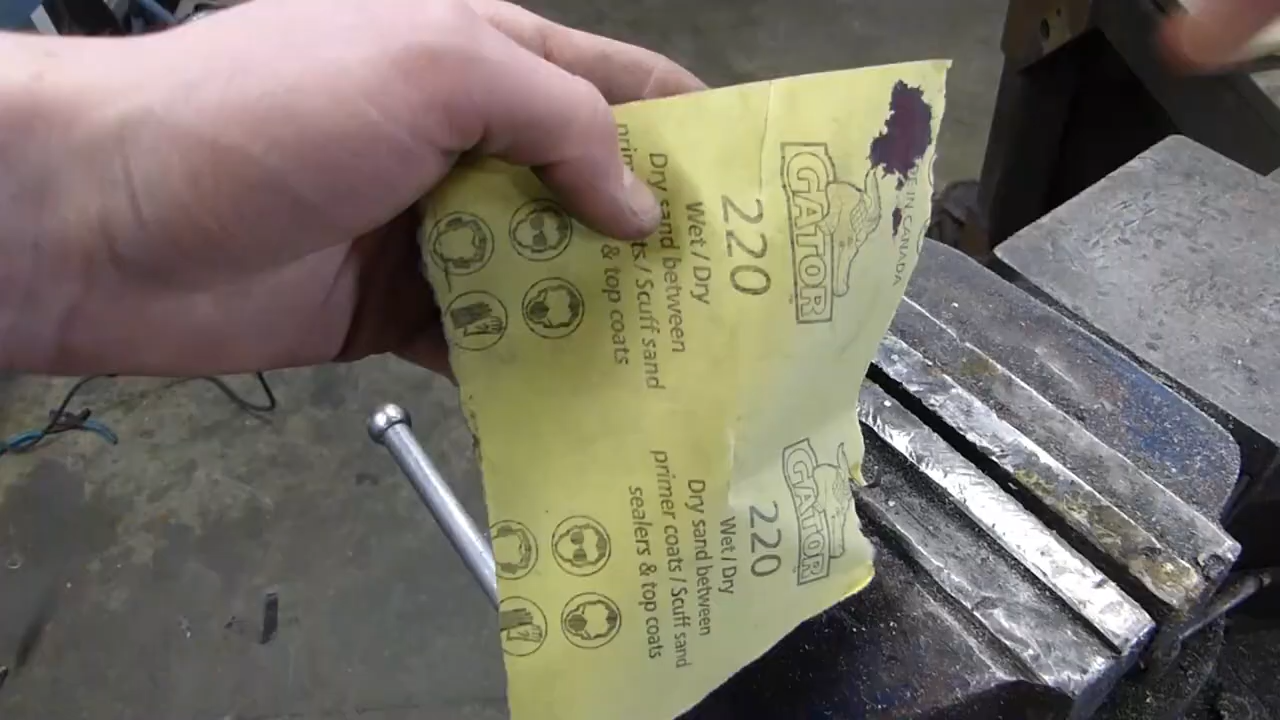 IN CANADA
GATOR
220
Wet / Dry
Dry sand between
Scuff sand
& top coats
GATOR
220
Wet / Dry
Dry sand between
primer coats / Scuff sand
sealers & top coats